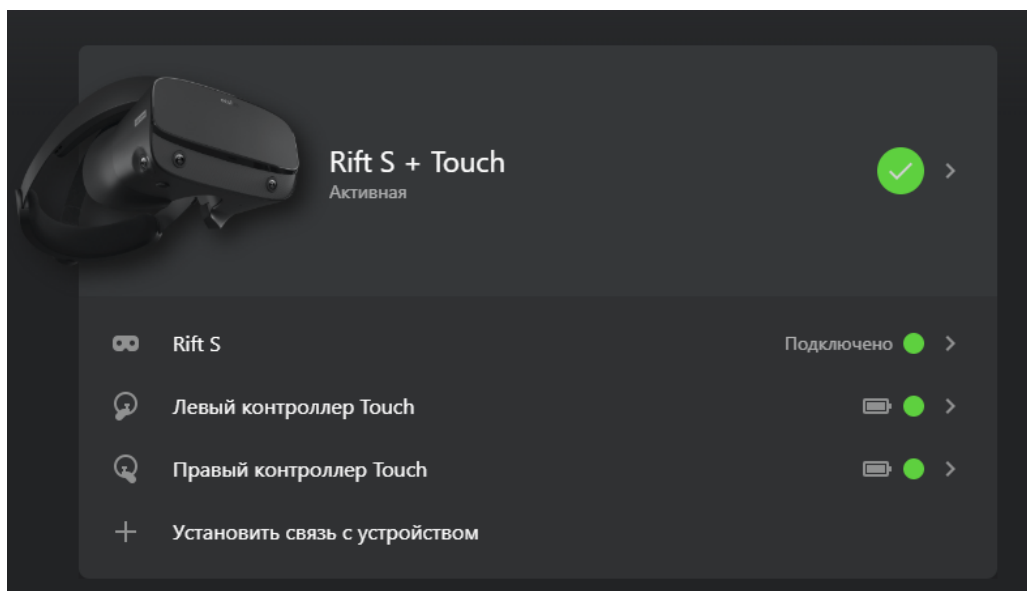 Rift S + Touch
Активная
Rift S
Подключено
Левый контроллер Touch
Правый контроллер Touch
Установить связь с устройством